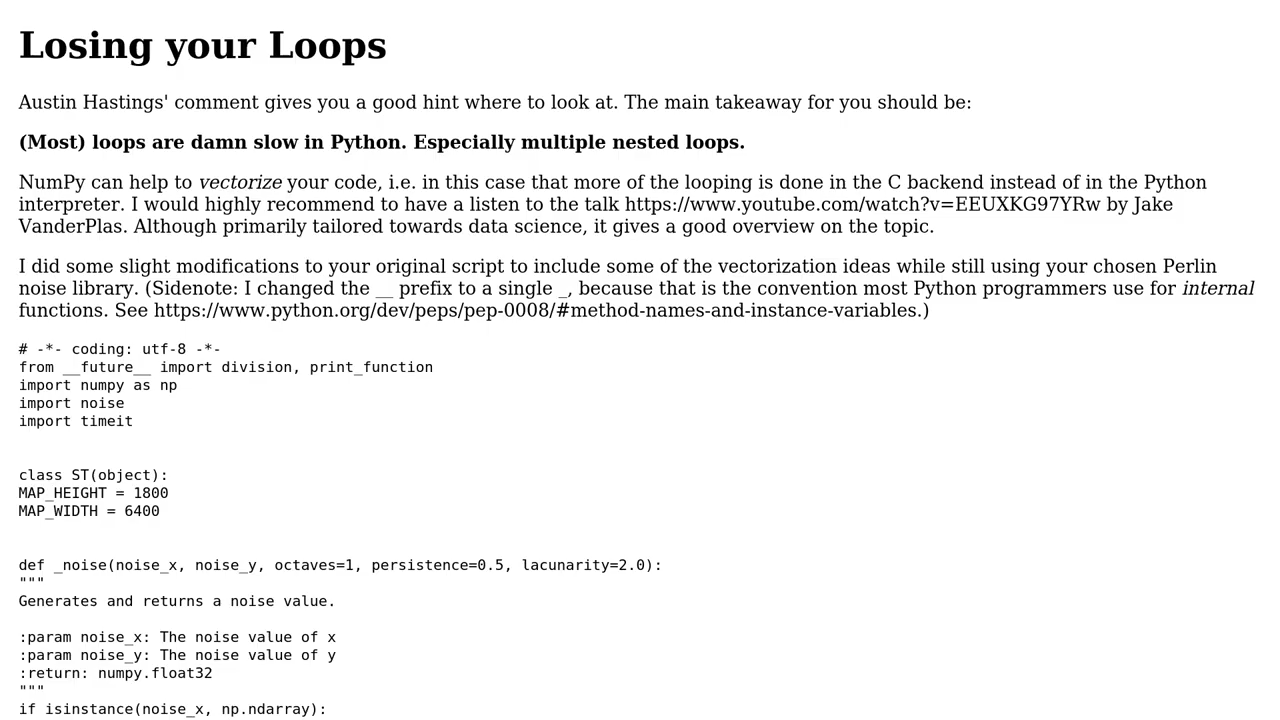 Losing your Loops
Austin Hastings' comment gives you a good hint where to look at. The main takeaway for you should be:
(Most) loops are damn slow in Python. Especially multiple nested loops.
NumPy can help to vectorize your code, i.e. in this case that more of the looping is done in the C backend instead of in the Python
interpreter. I would highly recommend to have a listen to the talk https://www.youtube.com/watch?v=EEUXKG97YRw by Jake
VanderPlas. Although primarily tailored towards data science, it gives a good overview on the topic.
I did some slight modifications to your original script to include some of the vectorization ideas while still using your chosen Perlin
noise library. (Sidenote: I changed the __ prefix to a single _, because that is the convention most Python programmers use for internal
functions. See https://www.python.org/dev/peps/pep-0008/#method-names-and-instance-variables.)
# -*- coding: utf-8 -*-
from __future__ import division, print_function
import numpy as np
import noise
import timeit
class ST(object):
MAP_HEIGHT = 1800
MAP_WIDTH = 6400
def _noise(noise_x, noise_y, octaves=1, persistence=0.5, lacunarity=2.0):
"""
Generates and returns a noise value.
:param noise_x: The noise value of x
:param noise_y: The noise value of y
:return: numpy.float32
"""
if isinstance(noise_x, np.ndarray):